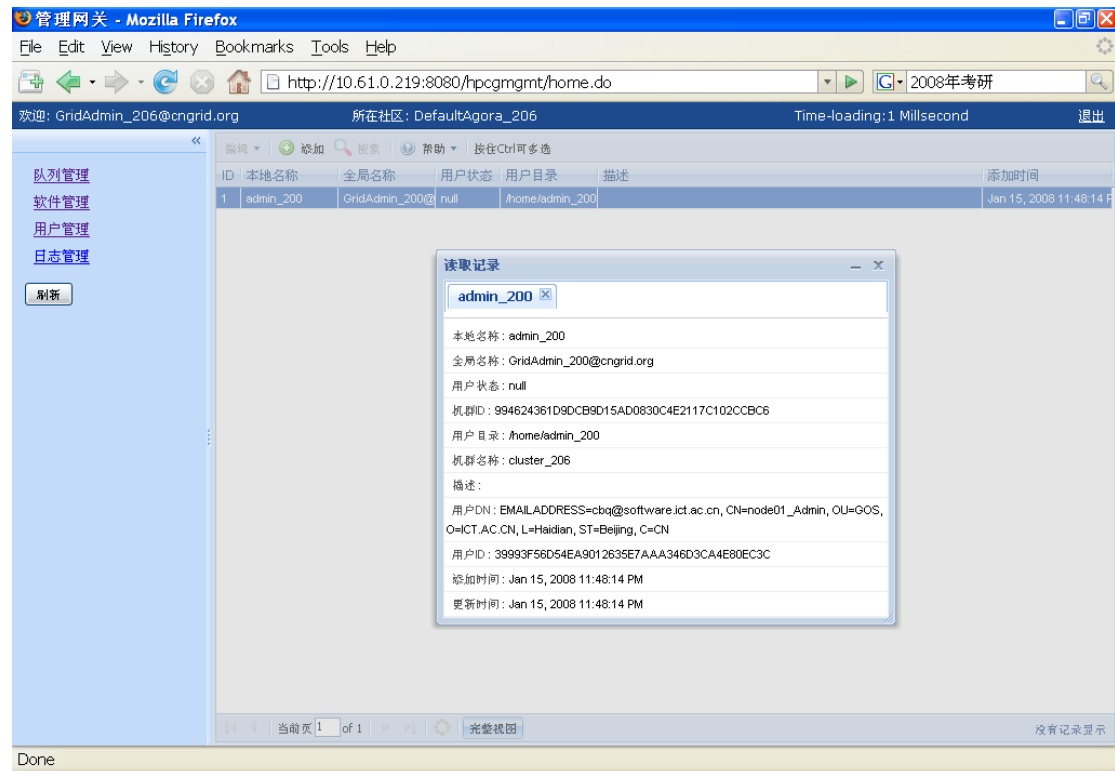 管理网关 - Mozilla Firefox
File Edit View History Bookmarks Tools Help
http://10.61.0.219:8080/hpcgmgmt/home.do
G 2008年考研
欢迎: GridAdmin_206@cngrid.org 所在社区: DefaultAgora_206 Time-loading:1 Millsecond 退出
编辑 添加 搜索 帮助 按住Ctrl可多选
队列管理
软件管理
用户管理
日志管理
刷新
ID 本地名称 全局名称 用户状态 用户目录 描述 添加时间
1 admin_200 GridAdmin_200@ null /home/admin_200 Jan 15, 2008 11:48:14 P
读取记录
admin_200
本地名称: admin_200
全局名称: GridAdmin_200@cngrid.org
用户状态: null
机群ID: 994624361D9DCB9D15AD0830C4E2117C102CCBC6
用户目录: /home/admin_200
机群名称: cluster_206
描述:
用户DN: EMAILADDRESS=cbq@software.ict.ac.cn, CN=node01_Admin, OU=GOS,
O=ICT.AC.CN, L=Haidian, ST=Beijing, C=CN
用户ID: 39993F56D54EA9012635E7AAA346D3CA4E80EC3C
添加时间: Jan 15, 2008 11:48:14 PM
更新时间: Jan 15, 2008 11:48:14 PM
当前页 1 of 1 完整视图 没有记录显示
Done